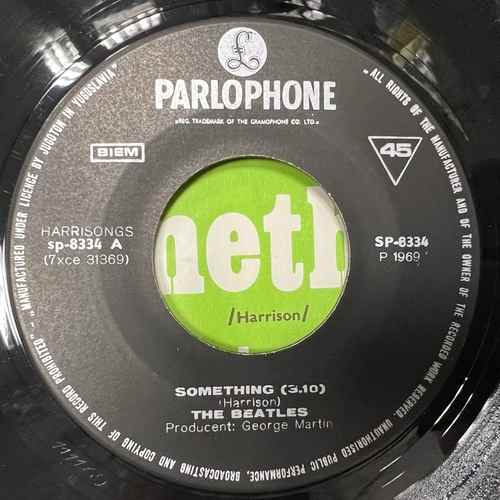 £
PARLOPHONE
„REG. TRADEMARK OF THE GRAMOPHONE CO. LTD.„
BIEM
45
HARRISONGS
sp-8334 A
(7xce 31369)
SP-8334
P 1969
neth
/Harrison/
SOMETHING (3.10)
(Harrison)
THE BEATLES
Producer: George Martin
„MANUFACTURED UNDER LICENCE BY JUGOTON IN YUGOSLAVIA”
„ALL RIGHTS OF THE MANUFACTURER AND OF THE OWNER OF THE RECORDED WORK RESERVED UNAUTHORISED PUBLIC PERFORMANCE, BROADCASTING AND COPYING OF THIS RECORD PROHIBITED